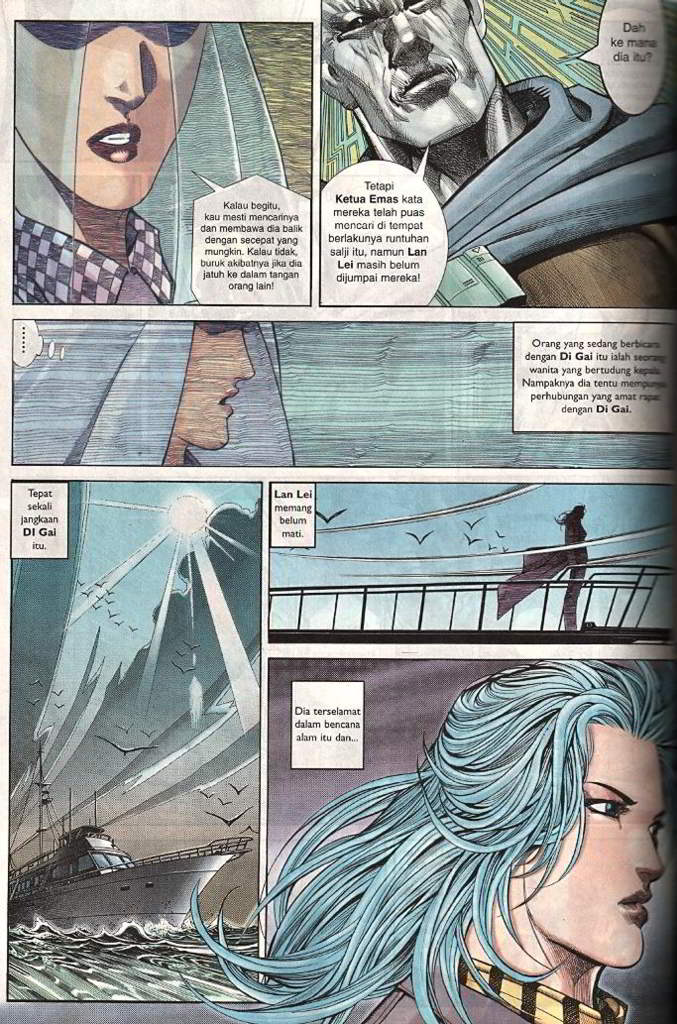 Kalau begitu,
kau mesti mencarinya
dan membawa dia balik
dengan secepat yang
mungkin. Kalau tidak,
buruk akibatnya jika dia
jatuh ke dalam tangan
orang lain!
Dah
ke mana
dia itu?
Tetapi
Ketua Emas kata
mereka telah puas
mencari di tempat
berlakunya runtuhan
salji itu, namun Lan
Lei masih belum
dijumpai mereka!
......
Orang yang sedang berbicara
dengan Di Gai itu ialah seorang
wanita yang bertudung kepala.
Nampaknya dia tentu mempunyai
perhubungan yang amat rapat
dengan Di Gai.
Tepat
sekali
jangkaan
DI Gai
itu.
Lan Lei
memang
belum
mati.
Dia terselamat
dalam bencana
alam itu dan...